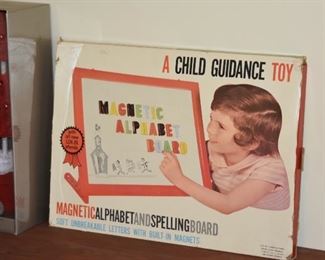 A CHILD GUIDANCE TOY
MAGNETIC
ALPHABET
BOARD
MAGNETICALPHABETANDSPELLINGBOARD
SOFT UNBREAKABLE LETTERS WITH BUILT-IN MAGNETS